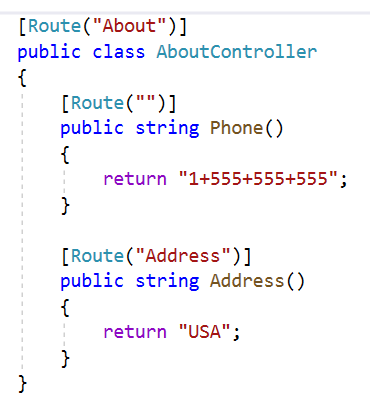 [Route("About")]
public class AboutController
{
[Route("")]
public string Phone()
{
return "1+555+555+555";
}
[Route("Address")]
public string Address()
{
return "USA";
}
}